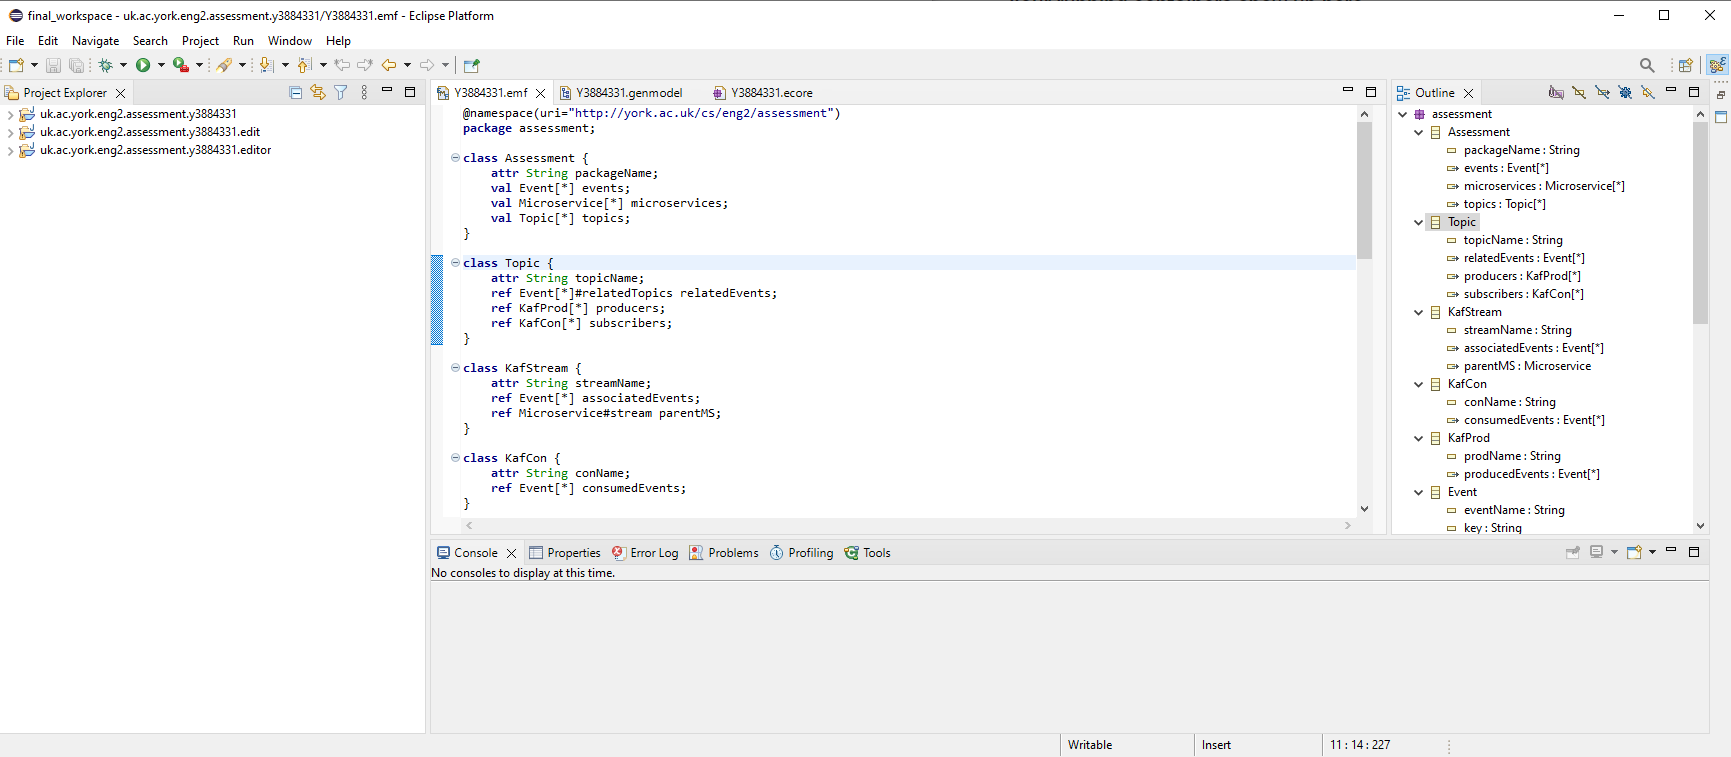 final_workspace - uk.ac.york.eng2.assessment.y3884331/Y3884331.emf - Eclipse Platform
File Edit Navigate Search Project Run Window Help
Project Explorer
uk.ac.york.eng2.assessment.y3884331
uk.ac.york.eng2.assessment.y3884331.edit
uk.ac.york.eng2.assessment.y3884331.editor
Y3884331.emf Y3884331.genmodel Y3884331.ecore
@namespace(uri="http://york.ac.uk/cs/eng2/assessment")
package assessment;
class Assessment {
attr String packageName;
val Event[*] events;
val Microservice[*] microservices;
val Topic[*] topics;
}
class Topic {
attr String topicName;
ref Event[*]#relatedTopics relatedEvents;
ref KafProd[*] producers;
ref KafCon[*] subscribers;
}
class KafStream {
attr String streamName;
ref Event[*] associatedEvents;
ref Microservice#stream parentMS;
}
class KafCon {
attr String conName;
ref Event[*] consumedEvents;
}
Outline
assessment
Assessment
packageName : String
events : Event[*]
microservices : Microservice[*]
topics : Topic[*]
Topic
topicName : String
relatedEvents : Event[*]
producers : KafProd[*]
subscribers : KafCon[*]
KafStream
streamName : String
associatedEvents : Event[*]
parentMS : Microservice
KafCon
conName : String
consumedEvents : Event[*]
KafProd
prodName : String
producedEvents : Event[*]
Event
eventName : String
key : String
Console Properties Error Log Problems Profiling Tools
No consoles to display at this time.
Writable Insert 11 : 14 : 227